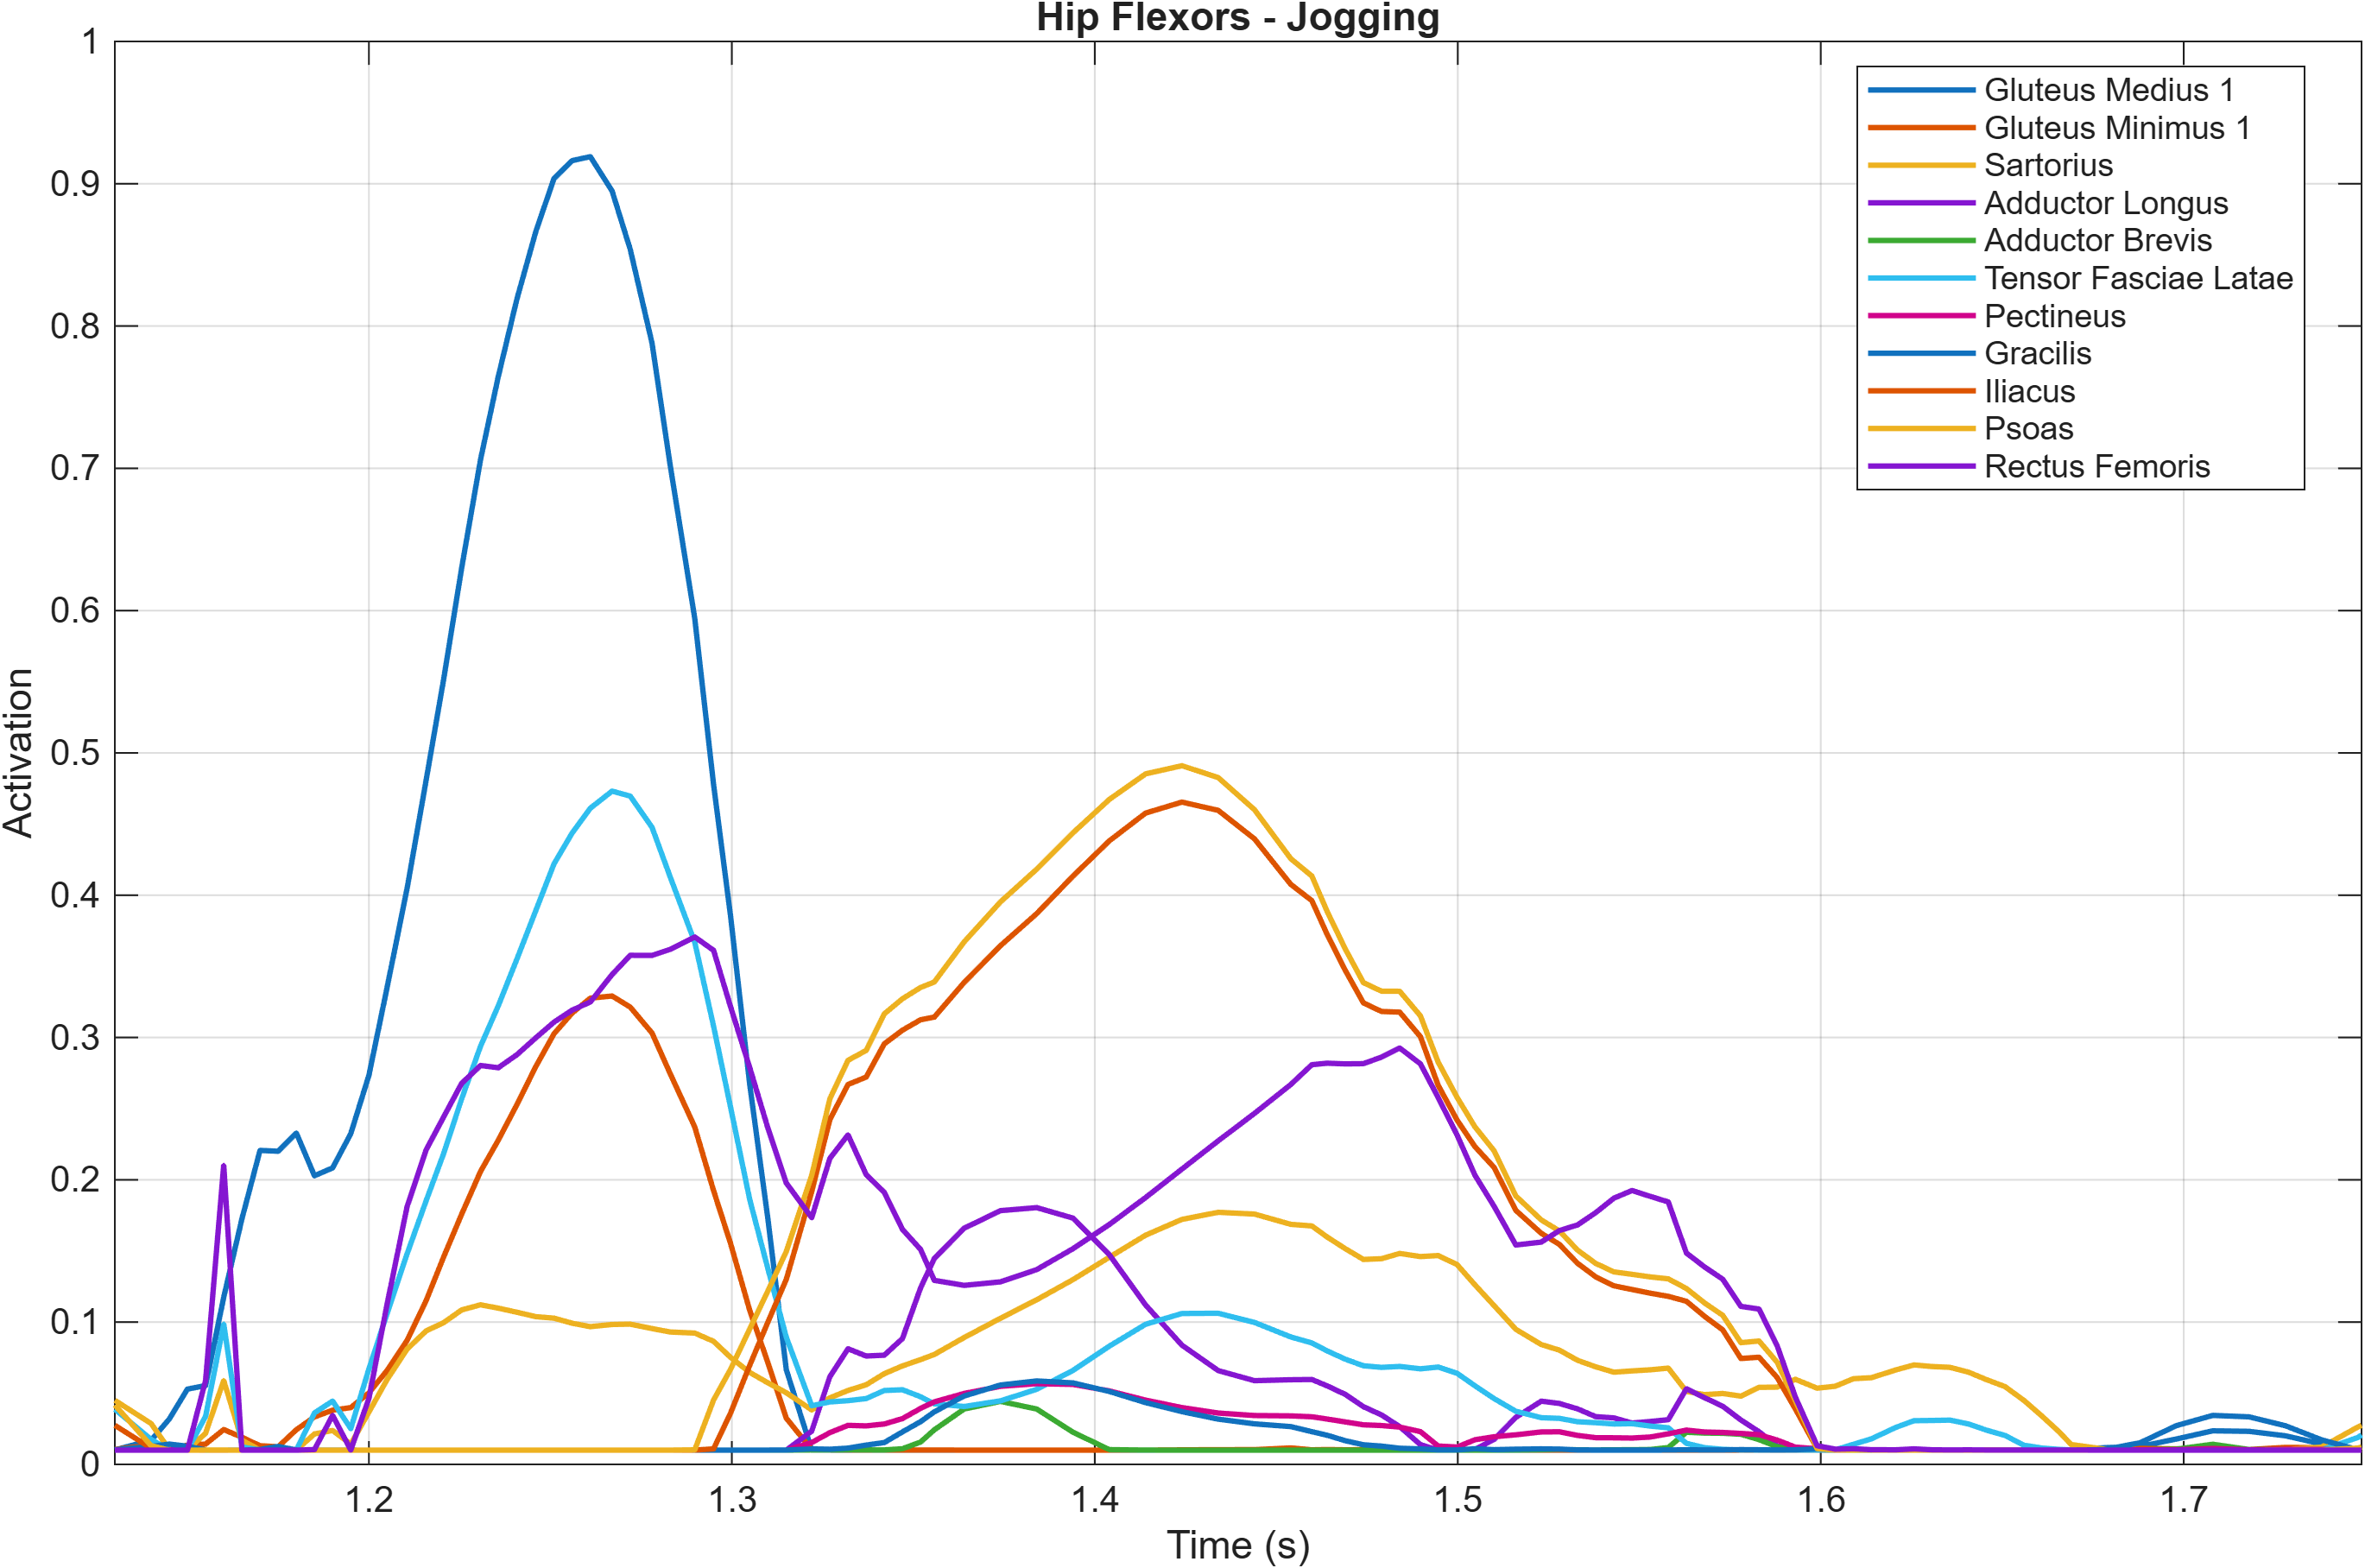 Hip Flexors - Jogging
1
0.9
0.8
0.7
0.6
0.5
0.4
0.3
0.2
0.1
0
Activation
Gluteus Medius 1
Gluteus Minimus 1
Sartorius
Adductor Longus
Adductor Brevis
Tensor Fasciae Latae
Pectineus
Gracilis
Iliacus
Psoas
Rectus Femoris
1.2 1.3 1.4 1.5 1.6 1.7
Time (s)